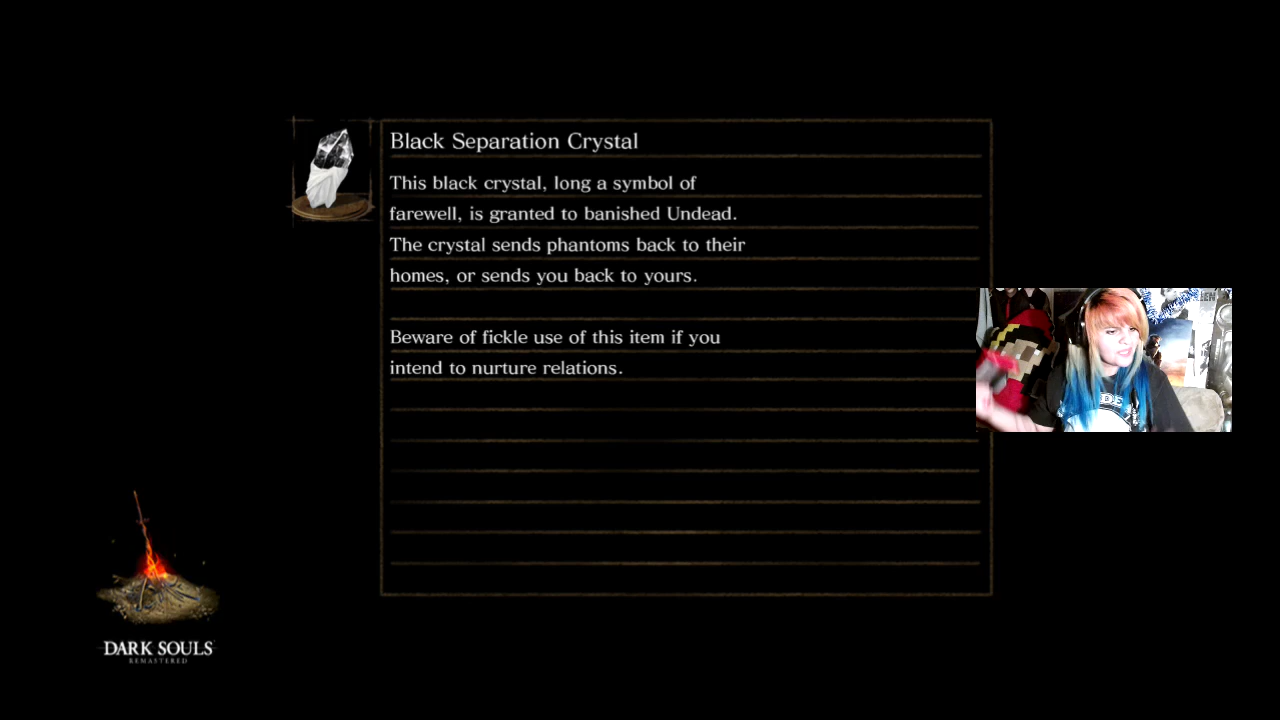 Black Separation Crystal
This black crystal, long a symbol of
farewell, is granted to banished Undead.
The crystal sends phantoms back to their
homes, or sends you back to yours.
Beware of fickle use of this item if you
intend to nurture relations.
DARK SOULS
REMASTERED